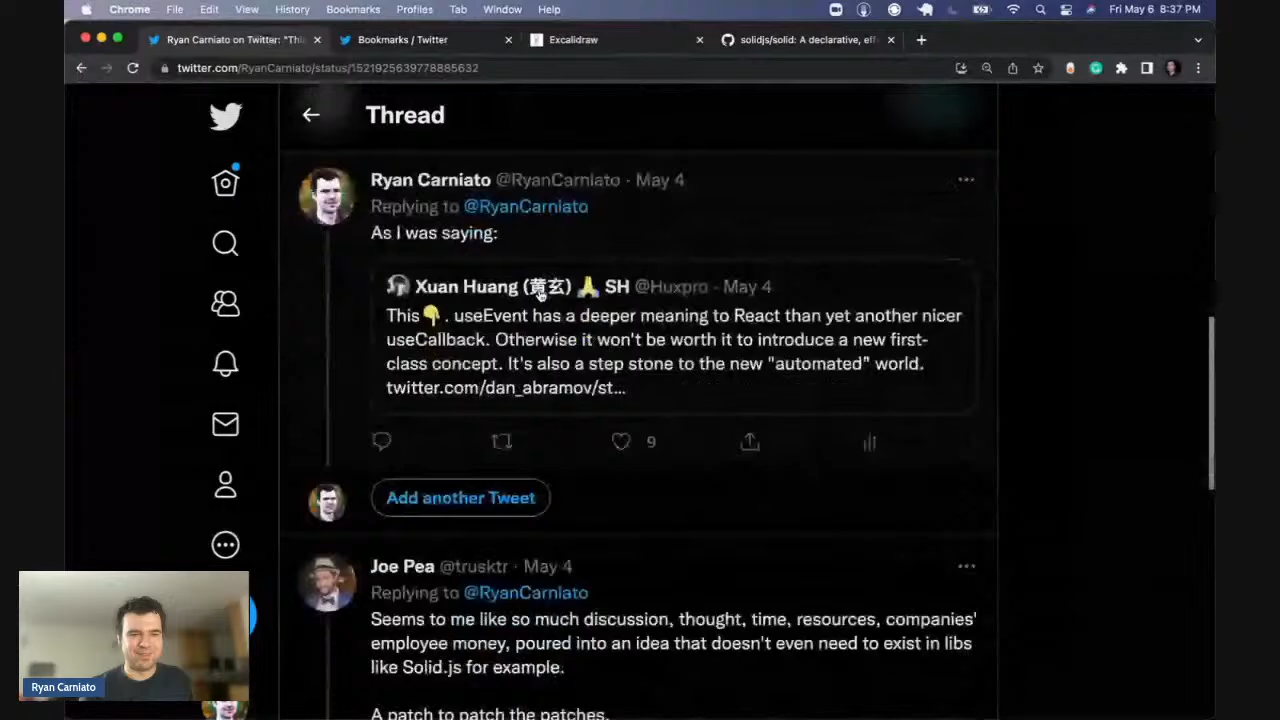 Chrome File Edit View History Bookmarks Profiles Tab Window Help
Fri May 6 8:37 PM
Ryan Carniato on Twitter: "Thi
Bookmarks / Twitter
Excalidraw
solidjs/solid: A declarative, eff
twitter.com/RyanCarniato/status/1521925639778885632
Thread
Ryan Carniato @RyanCarniato · May 4
Replying to @RyanCarniato
As I was saying:
Xuan Huang (黄玄) 🙏 SH @Huxpro · May 4
This👇. useEvent has a deeper meaning to React than yet another nicer
useCallback. Otherwise it won't be worth it to introduce a new first-
class concept. It's also a step stone to the new "automated" world.
twitter.com/dan_abramov/st…
9
Add another Tweet
Joe Pea @trusktr · May 4
Replying to @RyanCarniato
Seems to me like so much discussion, thought, time, resources, companies'
employee money, poured into an idea that doesn't even need to exist in libs
like Solid.js for example.
A patch to patch the patches.
Ryan Carniato